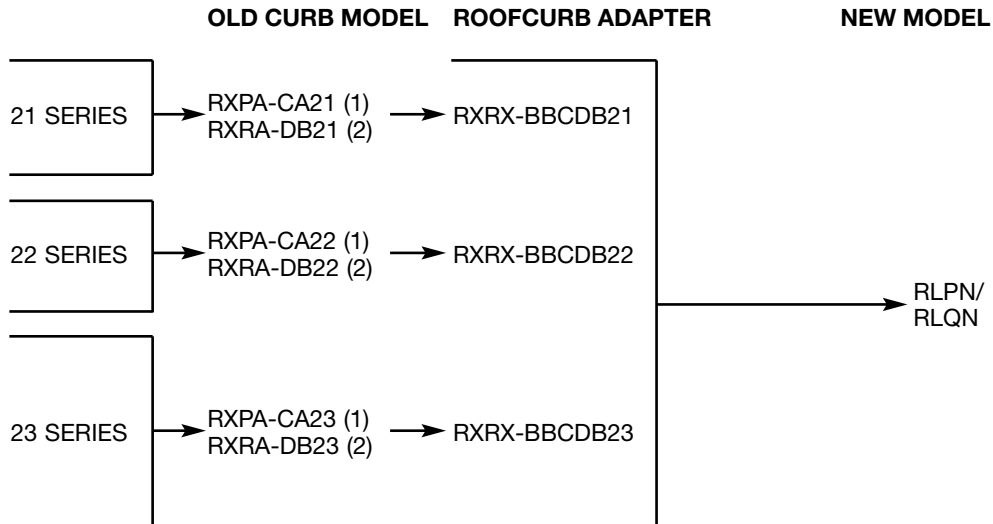 OLD CURB MODEL ROOFCURB ADAPTER NEW MODEL
21 SERIES
RXPA-CA21 (1)
RXRA-DB21 (2)
RXRX-BBCDB21
22 SERIES
RXPA-CA22 (1)
RXRA-DB22 (2)
RXRX-BBCDB22
RLPN/
RLQN
23 SERIES
RXPA-CA23 (1)
RXRA-DB23 (2)
RXRX-BBCDB23